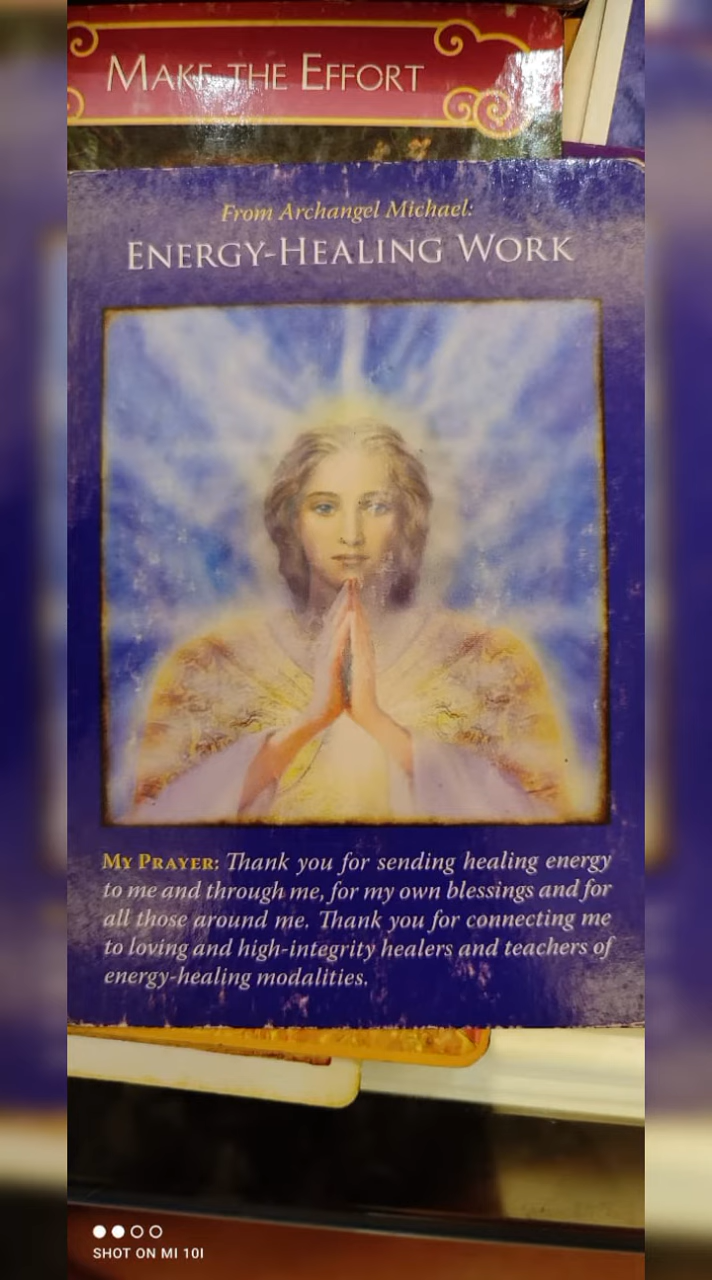 MAKE THE EFFORT
From Archangel Michael:
ENERGY-HEALING WORK
MY PRAYER: Thank you for sending healing energy
to me and through me, for my own blessings and for
all those around me. Thank you for connecting me
to loving and high-integrity healers and teachers of
energy-healing modalities.
SHOT ON MI 10I